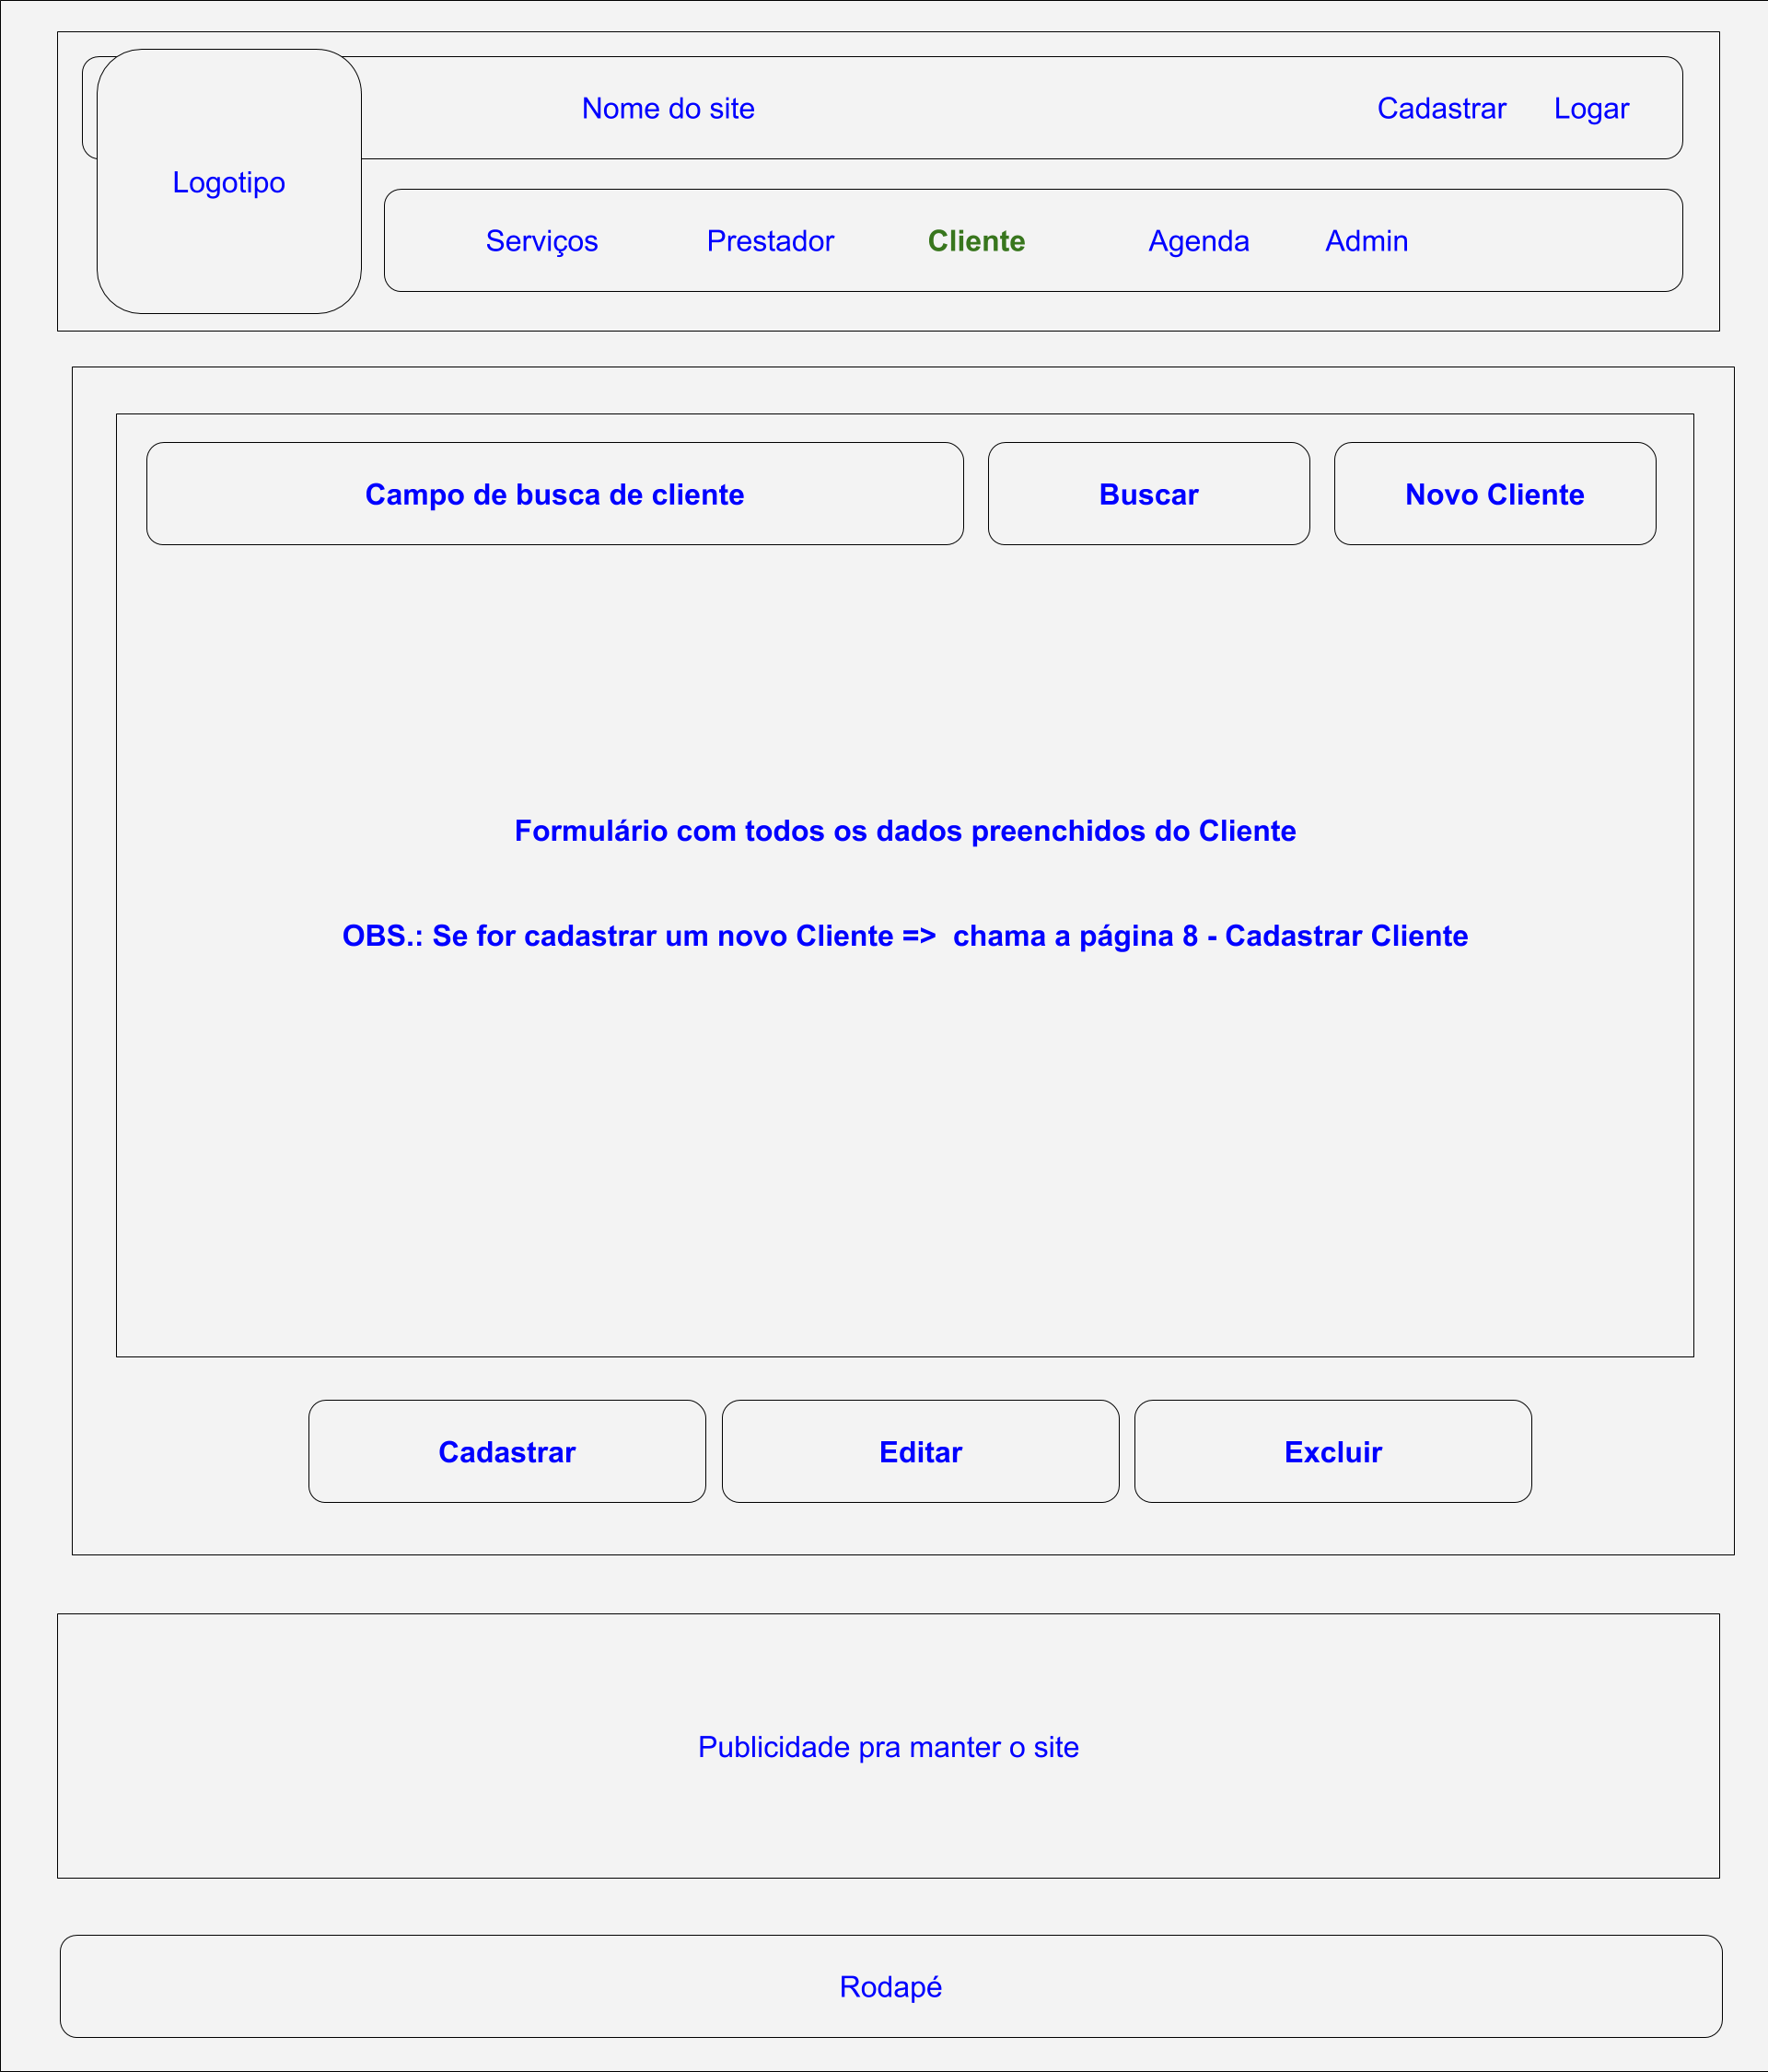 Nome do site
Cadastrar
Logar
Logotipo
Serviços
Prestador
Cliente
Agenda
Admin
Campo de busca de cliente
Buscar
Novo Cliente
Formulário com todos os dados preenchidos do Cliente
OBS.: Se for cadastrar um novo Cliente =>  chama a página 8 - Cadastrar Cliente
Cadastrar
Editar
Excluir
Publicidade pra manter o site
Rodapé